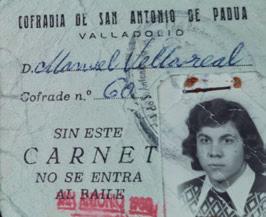 COFRADIA DE SAN ANTONIO DE PADUA
VALLADOLID
D. Manuel Villarreal
Cofrade n.º 60
SIN ESTE
CARNET
NO SE ENTRA
AL BAILE